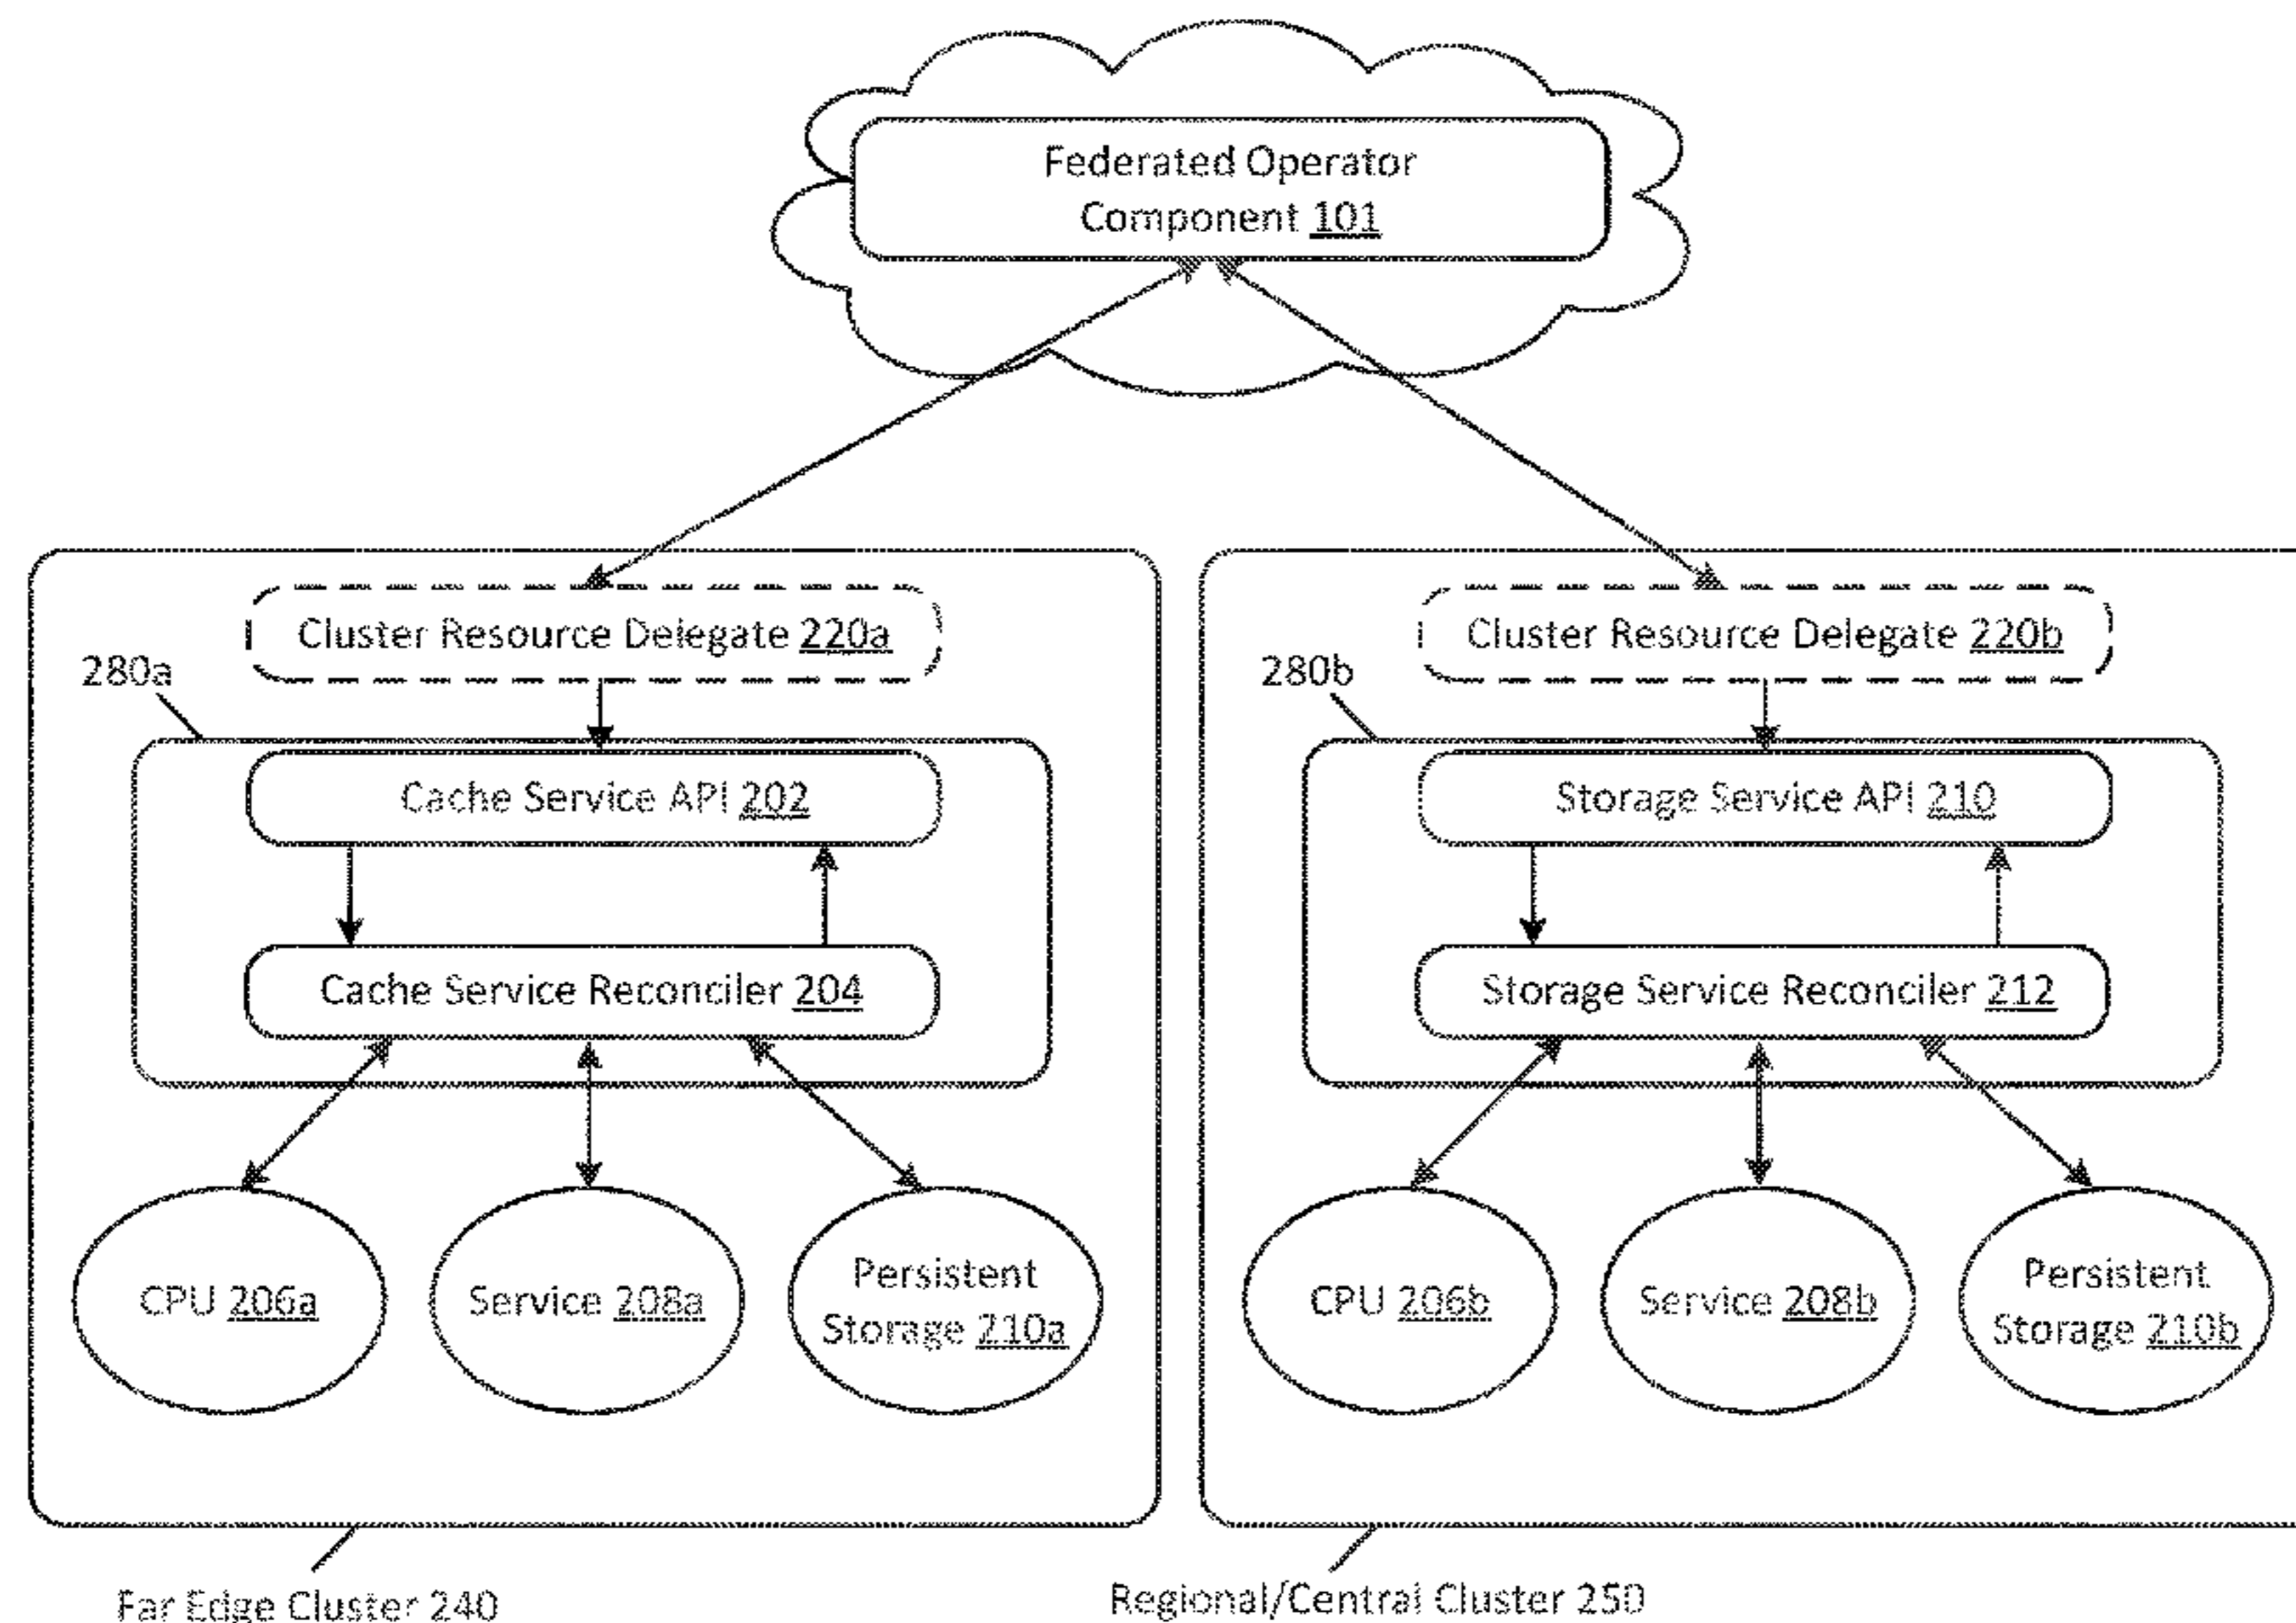 Federated Operator
Component 101
Cluster Resource Delegate 220a
280a
Cache Service API 202
Cache Service Reconciler 204
CPU 206a
Service 208a
Persistent
Storage 210a
Far Edge Cluster 240
Cluster Resource Delegate 220b
280b
Storage Service API 210
Storage Service Reconciler 212
CPU 206b
Service 208b
Persistent
Storage 210b
Regional/Central Cluster 250